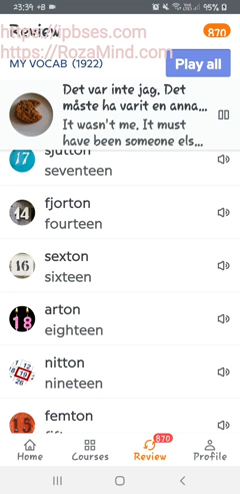 23:39 +8 95%
Review
870
https://ipbses.com
https://RozaMind.com
MY VOCAB (1922)
Play all
Det var inte jag. Det
måste ha varit en anna...
It wasn't me. It must
have been someone els...
17
sjutton
seventeen
14
fjorton
fourteen
16
sexton
sixteen
18
arton
eighteen
19
nitton
nineteen
15
femton
870
Home Courses Review Profile